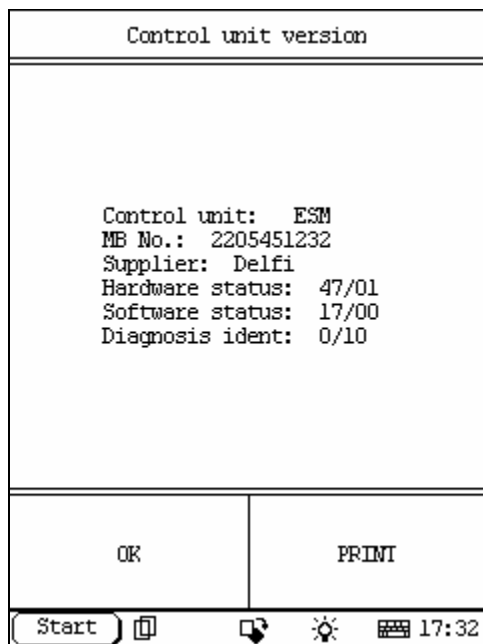 Control unit version
Control unit: ESM
MB No.: 2205451232
Supplier: Delfi
Hardware status: 47/01
Software status: 17/00
Diagnosis ident: 0/10
OK
PRINT
Start
17:32